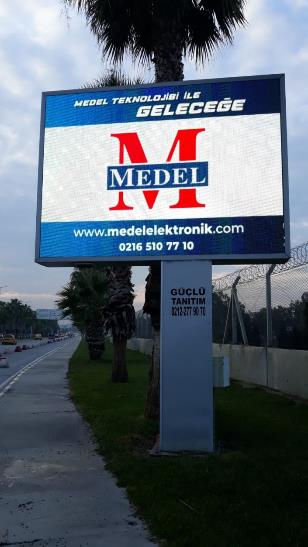 MEDEL TEKNOLOJİSİ İLE
GELECEĞE
M
MEDEL
www.medelelektronik.com
0216 510 77 10
GÜÇLÜ
TANITIM
0212-277 90 70